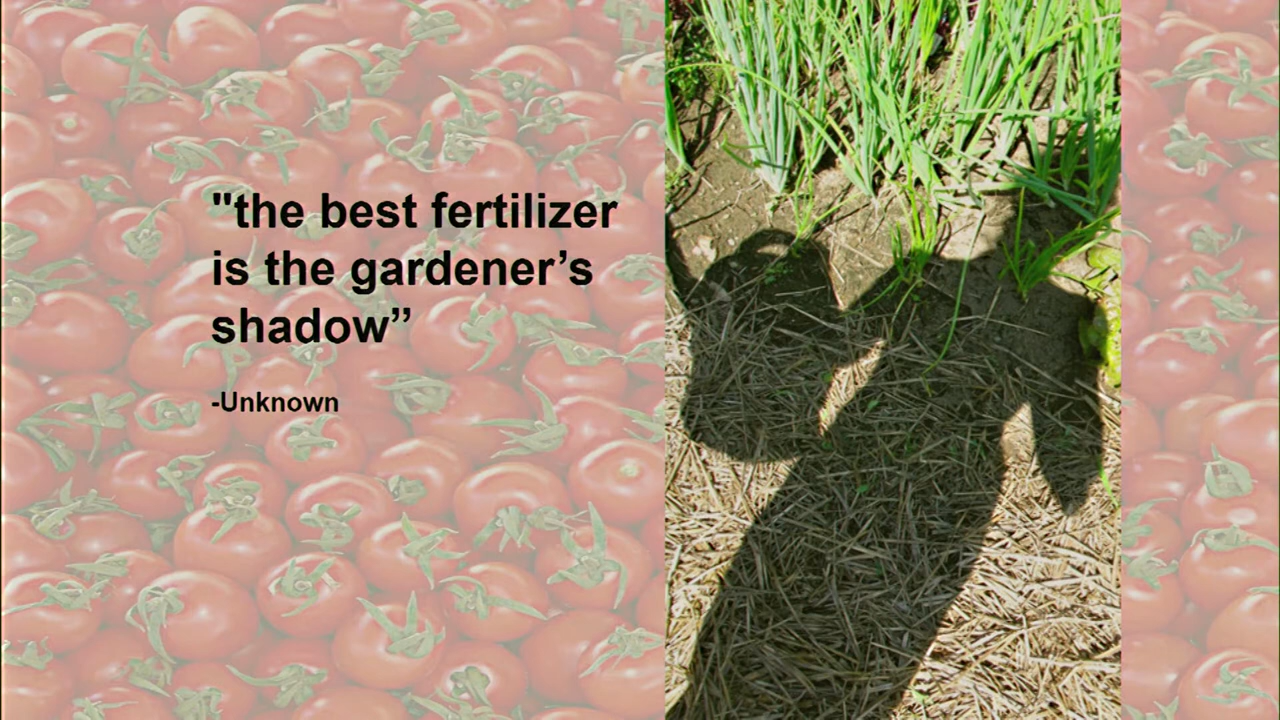 "the best fertilizer
is the gardener’s
shadow”
-Unknown